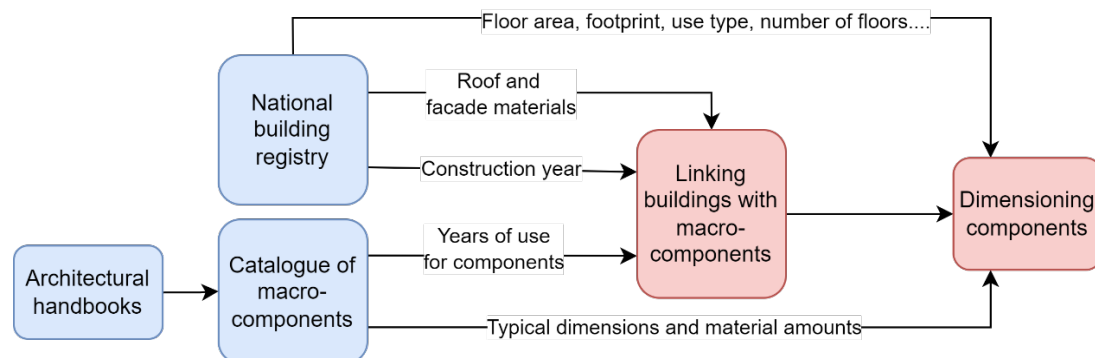 Floor area, footprint, use type, number of floors....
National
building
registry
Roof and
facade materials
Construction year
Linking
buildings with
macro-
components
Dimensioning
components
Architectural
handbooks
Catalogue of
macro-
components
Years of use
for components
Typical dimensions and material amounts